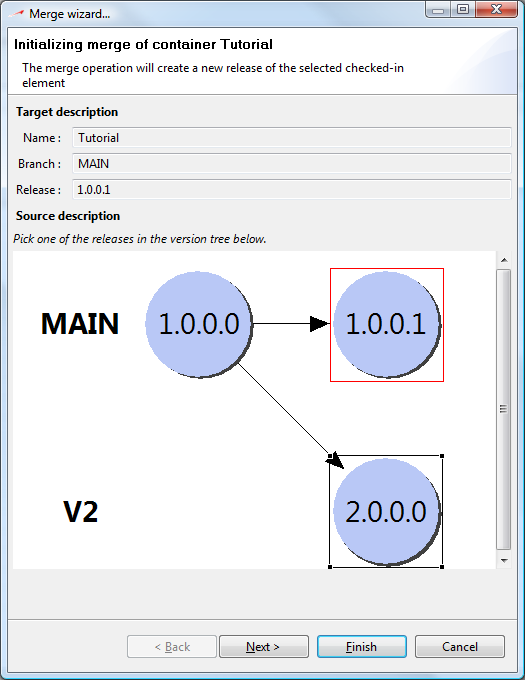 Merge wizard...
Initializing merge of container Tutorial
The merge operation will create a new release of the selected checked-in
element
Target description
Name : Tutorial
Branch : MAIN
Release : 1.0.0.1
Source description
Pick one of the releases in the version tree below.
MAIN 1.0.0.0 1.0.0.1
V2 2.0.0.0
< Back Next > Finish Cancel